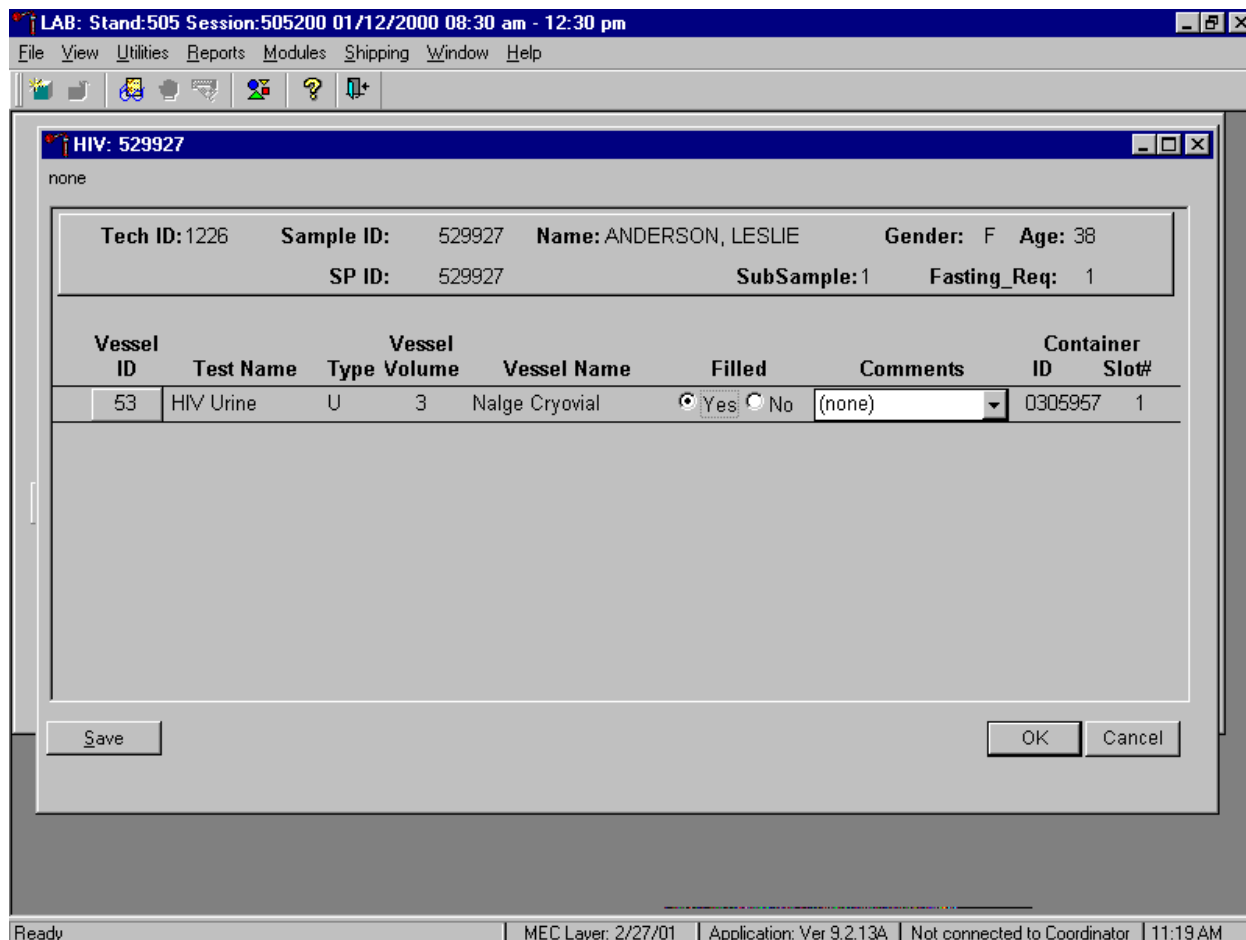 LAB: Stand:505 Session:505200 01/12/2000 08:30 am - 12:30 pm
File View Utilities Reports Modules Shipping Window Help
HIV: 529927
none
Tech ID: 1226 Sample ID: 529927 Name: ANDERSON, LESLIE Gender: F Age: 38
SP ID: 529927 SubSample: 1 Fasting_Req: 1
Vessel Vessel Container
ID Test Name Type Volume Vessel Name Filled Comments ID Slot#
53 HIV Urine U 3 Nalge Cryovial Yes No (none) 0305957 1
Save OK Cancel
Ready MEC Layer: 2/27/01 Application: Ver 9.2.13A Not connected to Coordinator 11:19 AM